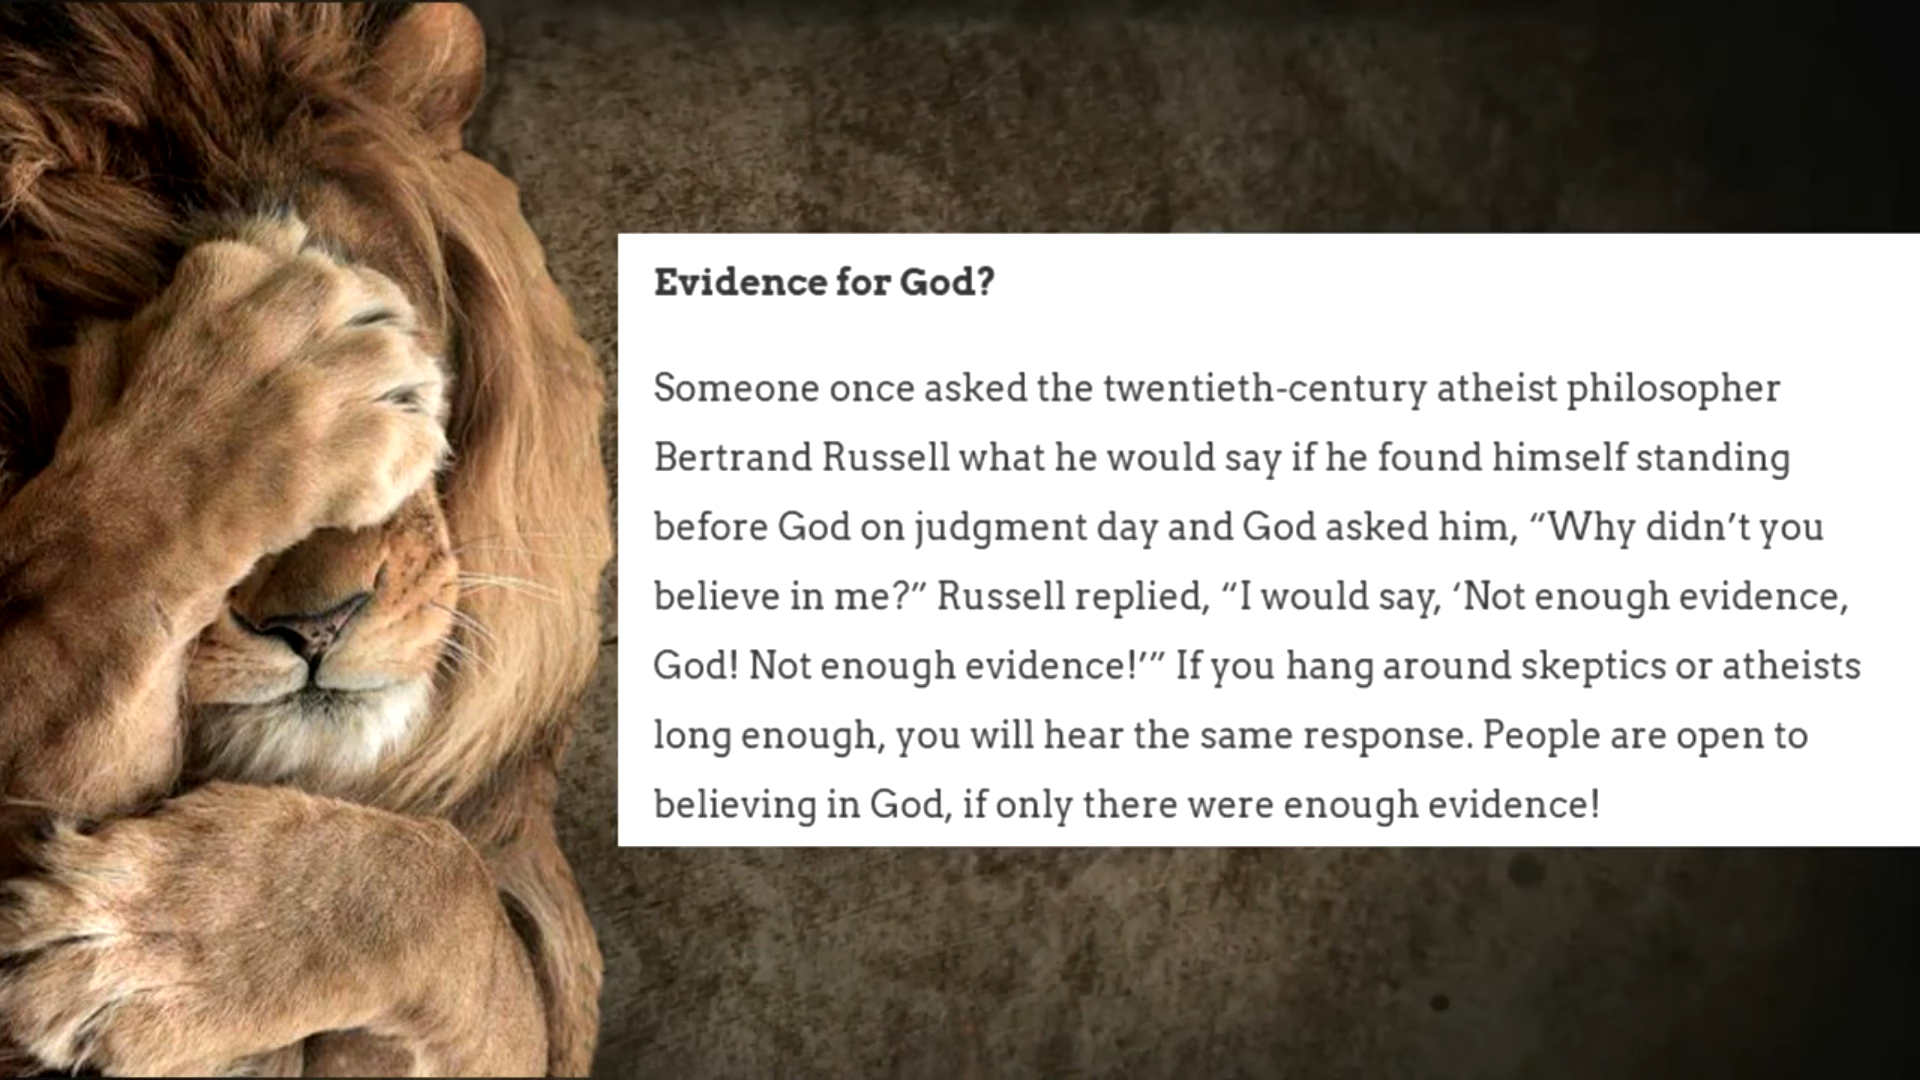 Evidence for God?
Someone once asked the twentieth-century atheist philosopher
Bertrand Russell what he would say if he found himself standing
before God on judgment day and God asked him, “Why didn’t you
believe in me?” Russell replied, “I would say, ‘Not enough evidence,
God! Not enough evidence!’” If you hang around skeptics or atheists
long enough, you will hear the same response. People are open to
believing in God, if only there were enough evidence!